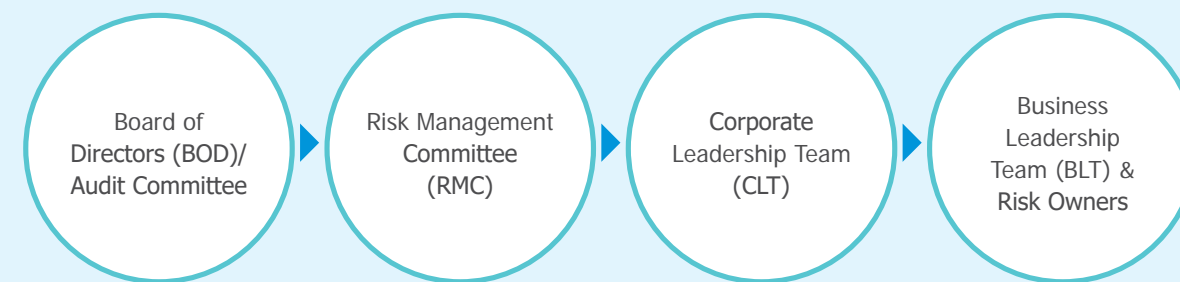 Board of
Directors (BOD)/
Audit Committee
Risk Management
Committee
(RMC)
Corporate
Leadership Team
(CLT)
Business
Leadership
Team (BLT) &
Risk Owners